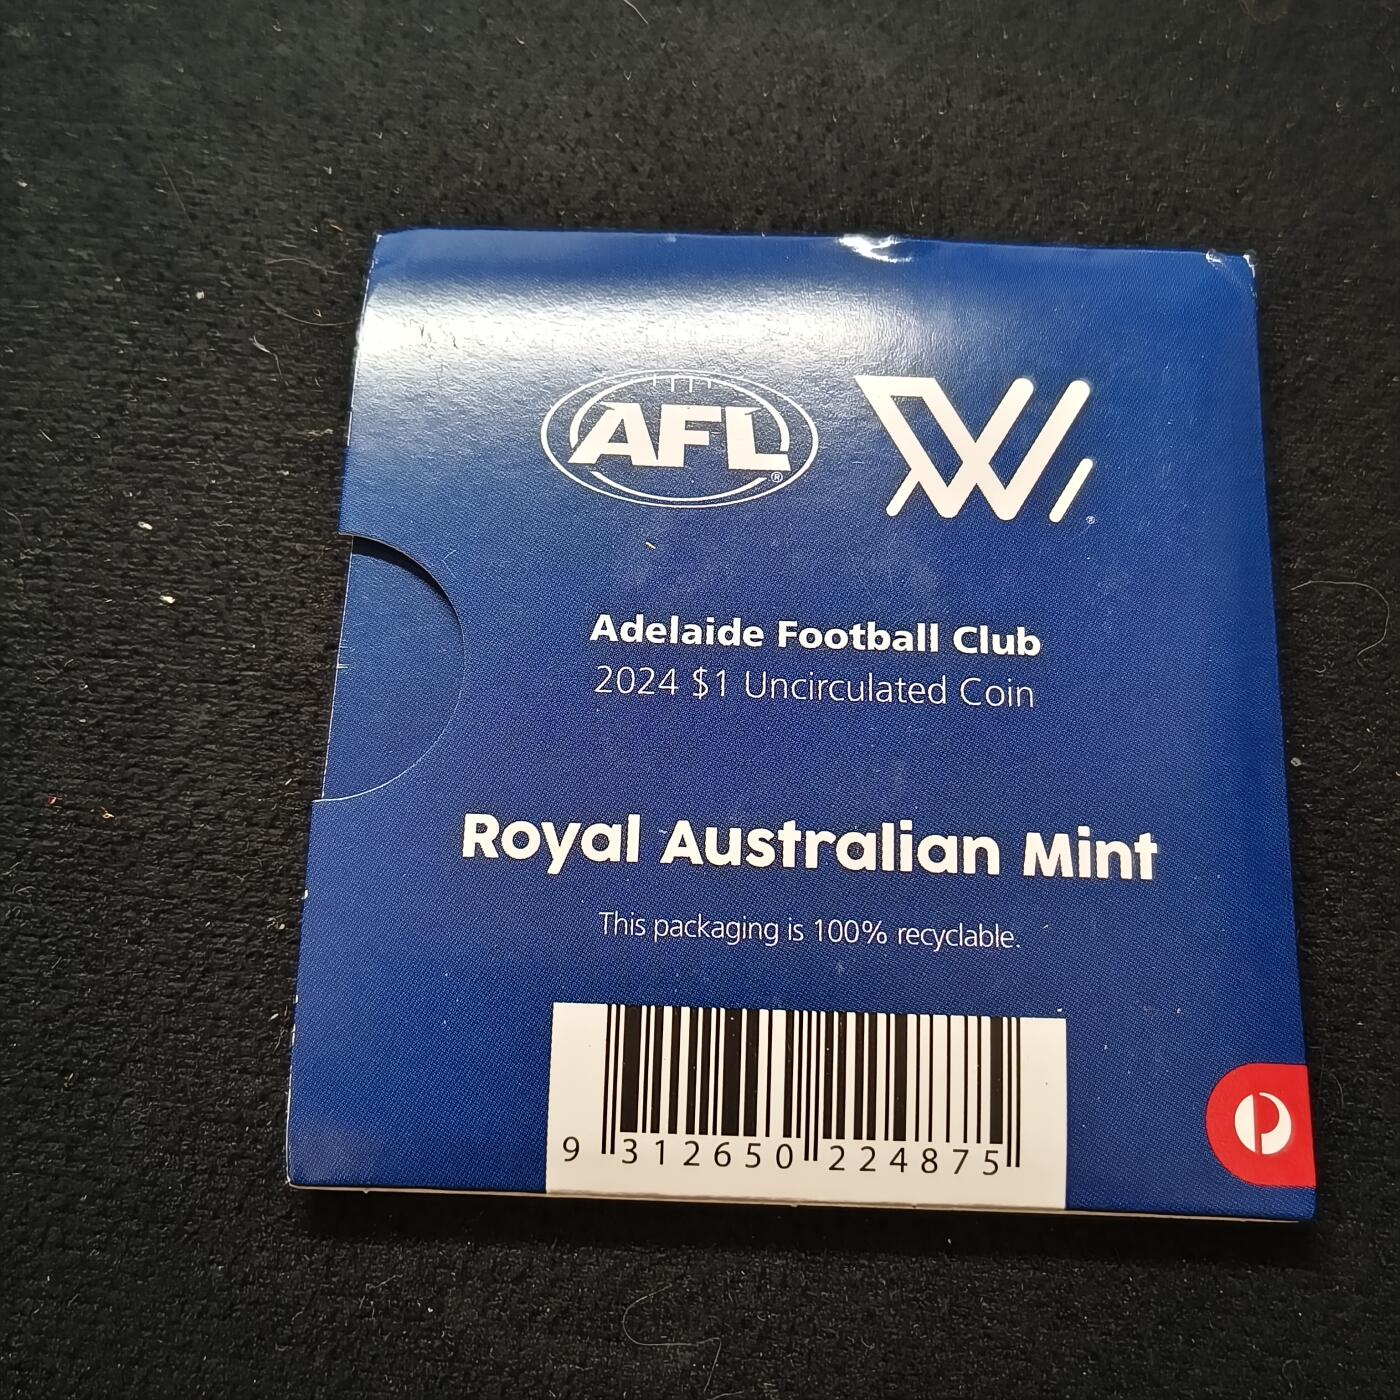 AFL®
W®
Adelaide Football Club
2024 $1 Uncirculated Coin
Royal Australian Mint
This packaging is 100% recyclable.
9 312650 224875